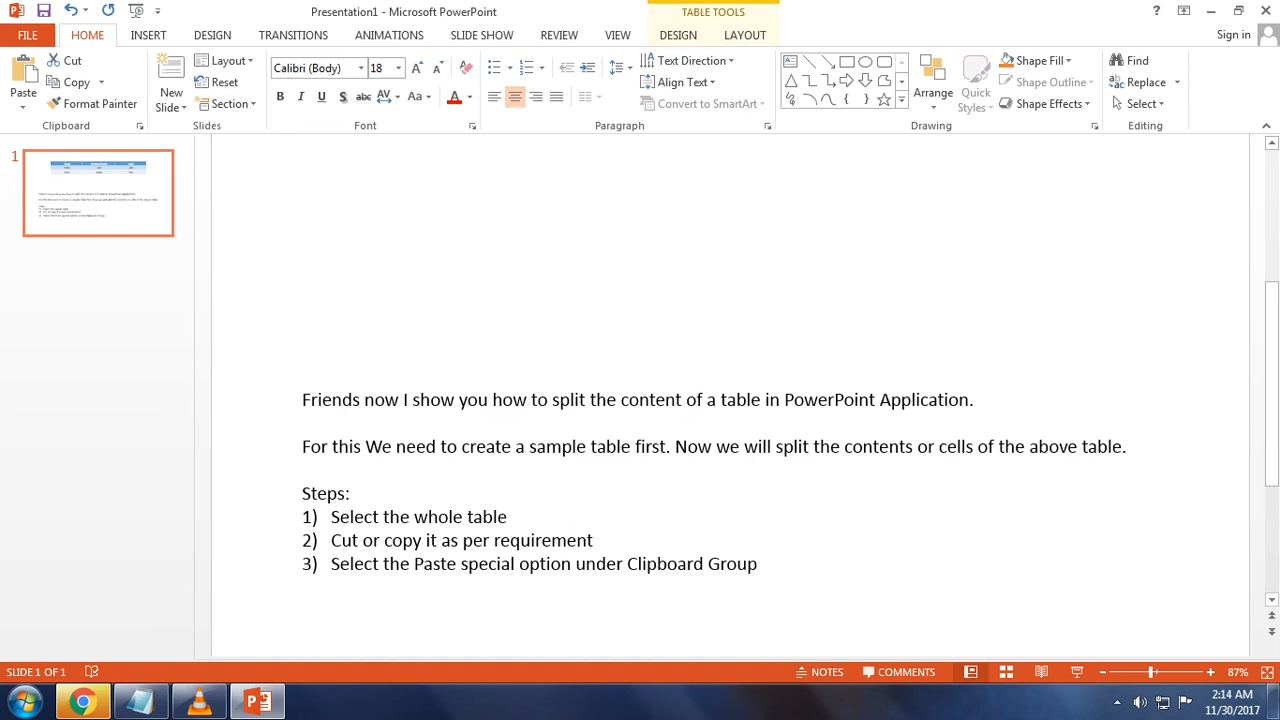 Presentation1 - Microsoft PowerPoint
TABLE TOOLS
?
FILE HOME INSERT DESIGN TRANSITIONS ANIMATIONS SLIDE SHOW REVIEW VIEW DESIGN LAYOUT
Sign in
Paste
Cut
Copy
Format Painter
Clipboard
New
Slide
Layout
Reset
Section
Slides
Calibri (Body) 18
B I U S abc AV Aa A
Font
Text Direction
Align Text
Convert to SmartArt
Paragraph
Arrange
Quick
Styles
Shape Fill
Shape Outline
Shape Effects
Drawing
Find
Replace
Select
Editing
1
Friends now I show you how to split the content of a table in PowerPoint Application.
For this We need to create a sample table first. Now we will split the contents or cells of the above table.
Steps:
1) Select the whole table
2) Cut or copy it as per requirement
3) Select the Paste special option under Clipboard Group
SLIDE 1 OF 1
NOTES
COMMENTS
87%
2:14 AM
11/30/2017